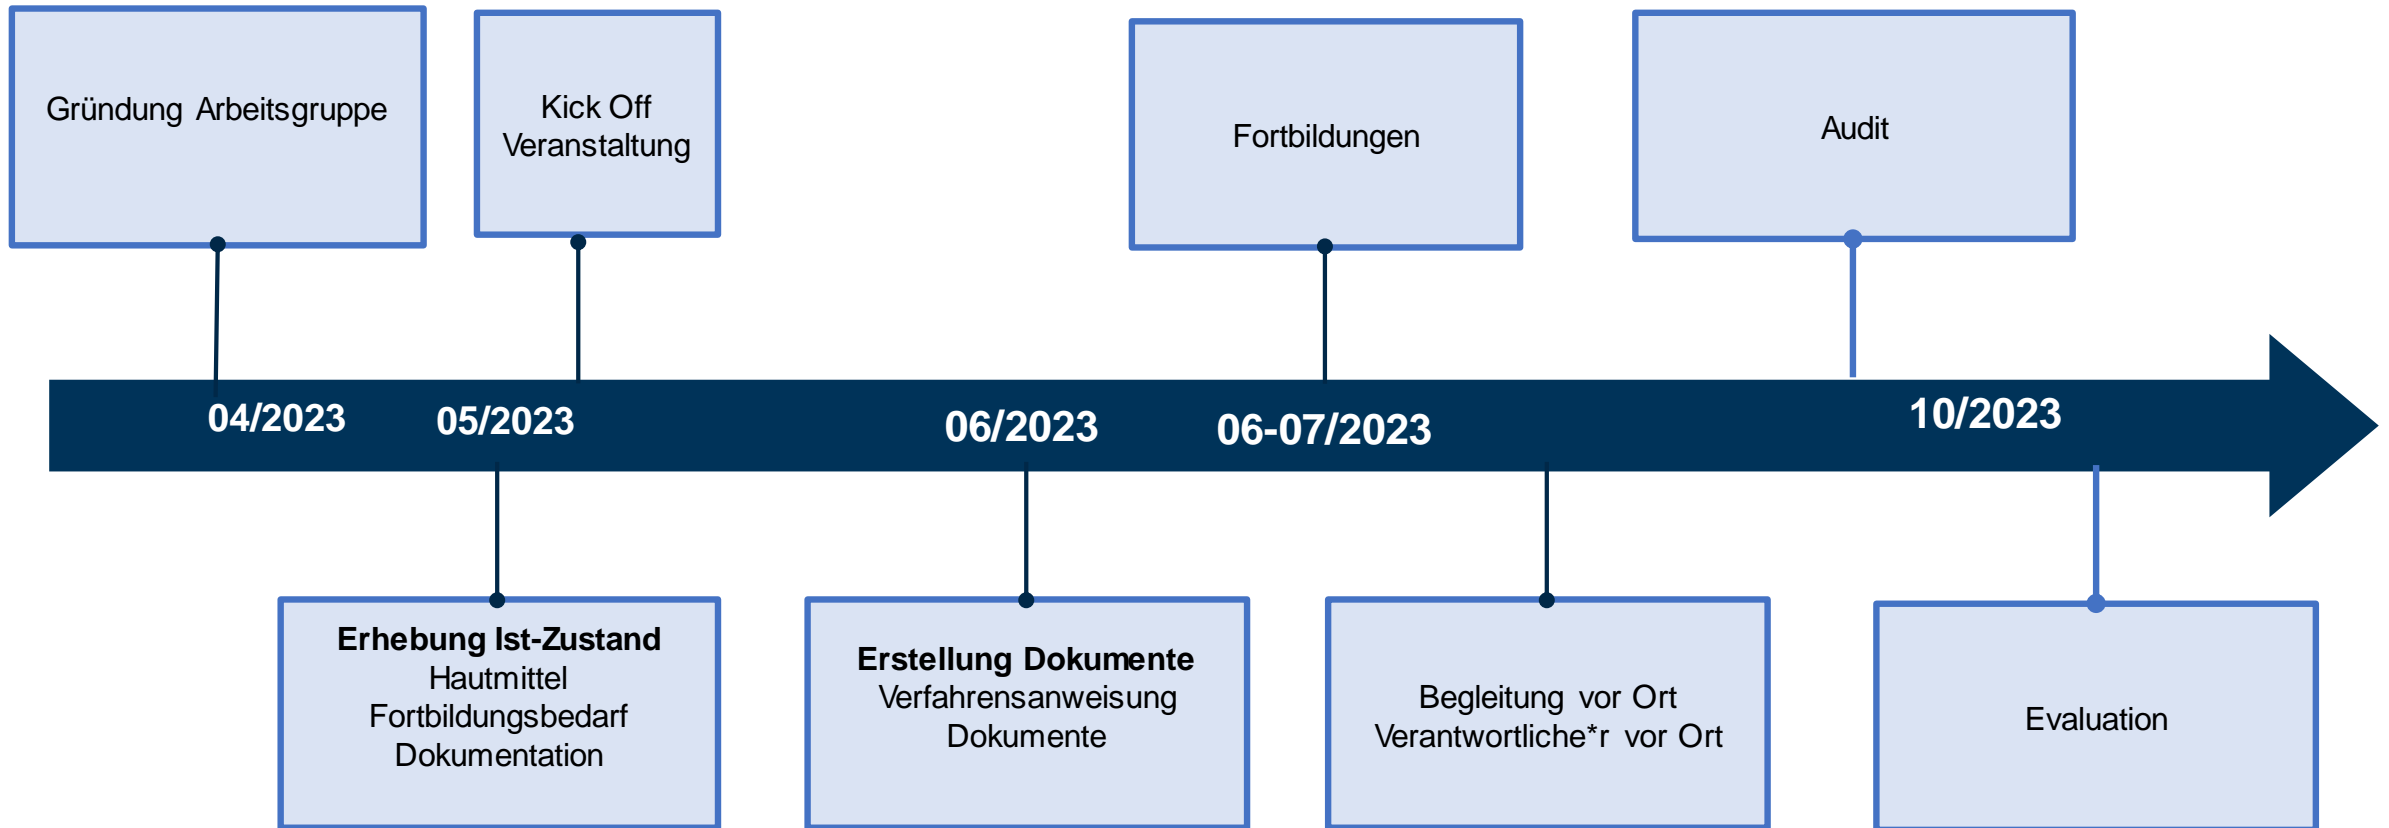 Gründung Arbeitsgruppe
Kick Off
Veranstaltung
Fortbildungen
Audit
04/2023
05/2023
06/2023
06-07/2023
10/2023
Erhebung Ist-Zustand
Hautmittel
Fortbildungsbedarf
Dokumentation
Erstellung Dokumente
Verfahrensanweisung
Dokumente
Begleitung vor Ort
Verantwortliche*r vor Ort
Evaluation